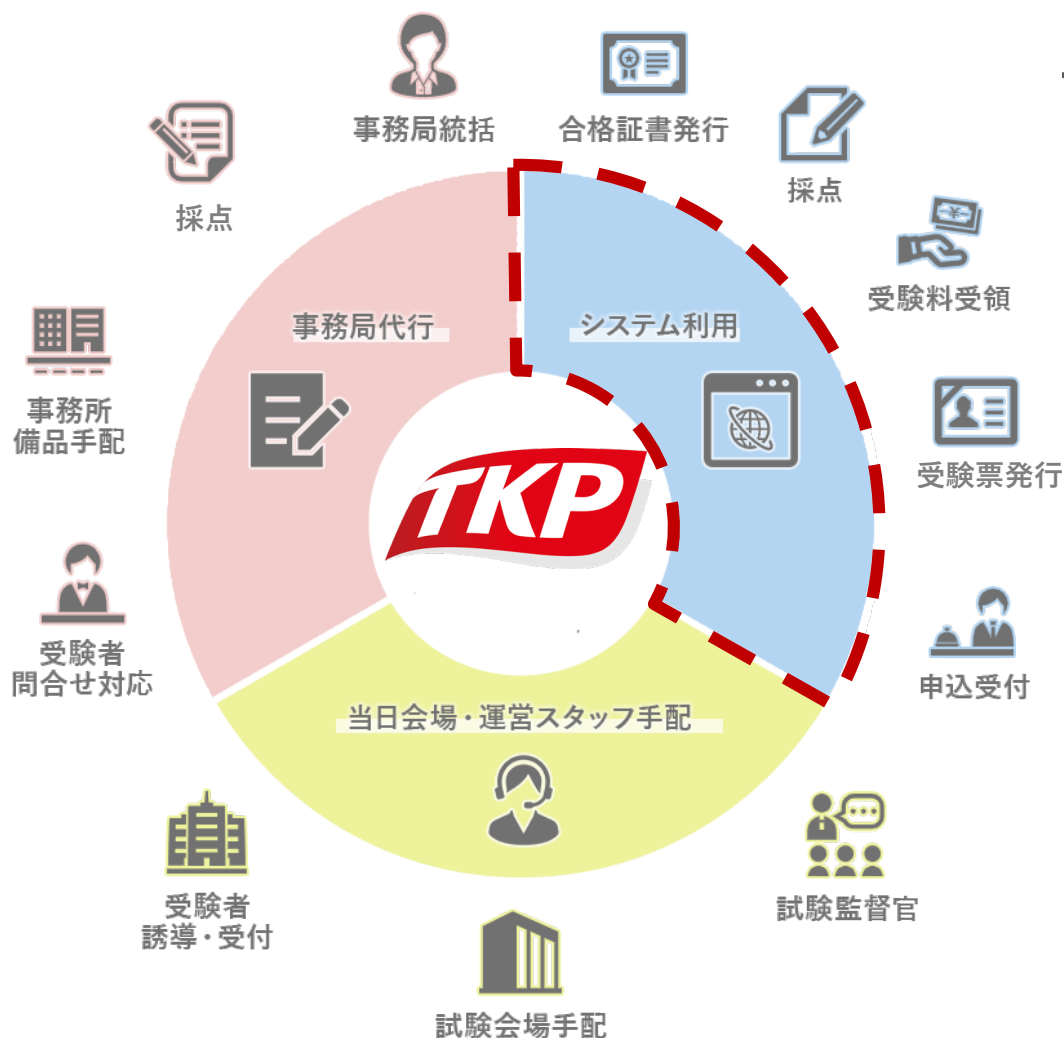 事務局統括
合格証書発行
採点
採点
受験料受領
事務局代行
システム利用
事務所
備品手配
受験票発行
TKP
受験者
問合せ対応
申込受付
当日会場・運営スタッフ手配
受験者
誘導・受付
試験監督官
試験会場手配